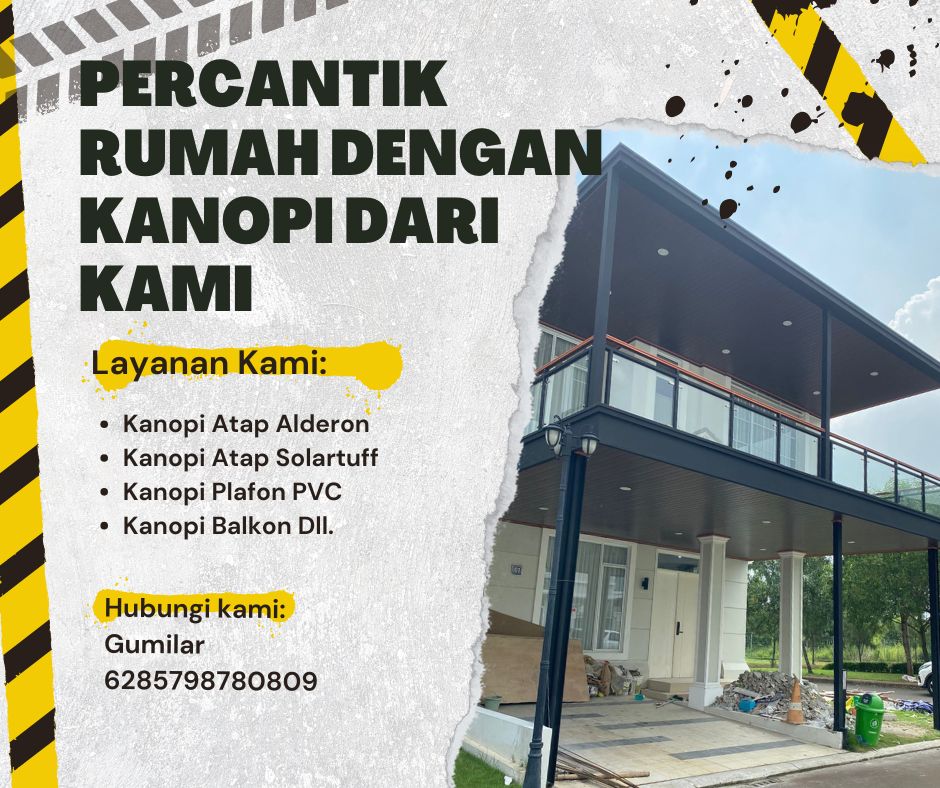 PERCANTIK
RUMAH DENGAN
KANOPI DARI
KAMI
Layanan Kami:
• Kanopi Atap Alderon
• Kanopi Atap Solartuff
• Kanopi Plafon PVC
• Kanopi Balkon Dll.
Hubungi kami:
Gumilar
6285798780809